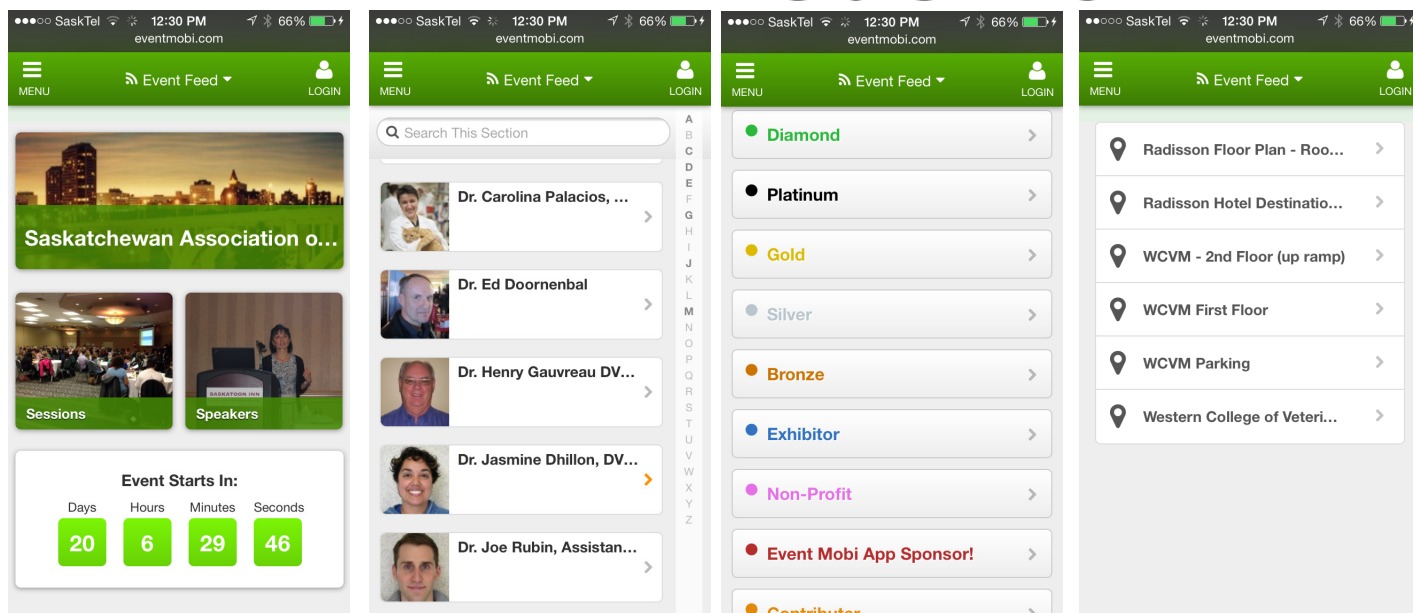 SaskTel 12:30 PM 66%
eventmobi.com
MENU Event Feed LOGIN
Saskatchewan Association o...
SASKATOON INN
Sessions
Speakers
Event Starts In:
Days Hours Minutes Seconds
20 6 29 46
SaskTel 12:30 PM 66%
eventmobi.com
MENU Event Feed LOGIN
Search This Section
Dr. Carolina Palacios, ...
Dr. Ed Doornenbal
Dr. Henry Gauvreau DV...
Dr. Jasmine Dhillon, DV...
Dr. Joe Rubin, Assistan...
A
B
C
D
E
F
G
H
I
J
K
L
M
N
O
P
Q
R
S
T
U
V
W
X
Y
Z
SaskTel 12:30 PM 66%
eventmobi.com
MENU Event Feed LOGIN
Diamond
Platinum
Gold
Silver
Bronze
Exhibitor
Non-Profit
Event Mobi App Sponsor!
Contributor
SaskTel 12:30 PM 66%
eventmobi.com
MENU Event Feed LOGIN
Radisson Floor Plan - Roo...
Radisson Hotel Destinatio...
WCVM - 2nd Floor (up ramp)
WCVM First Floor
WCVM Parking
Western College of Veteri...